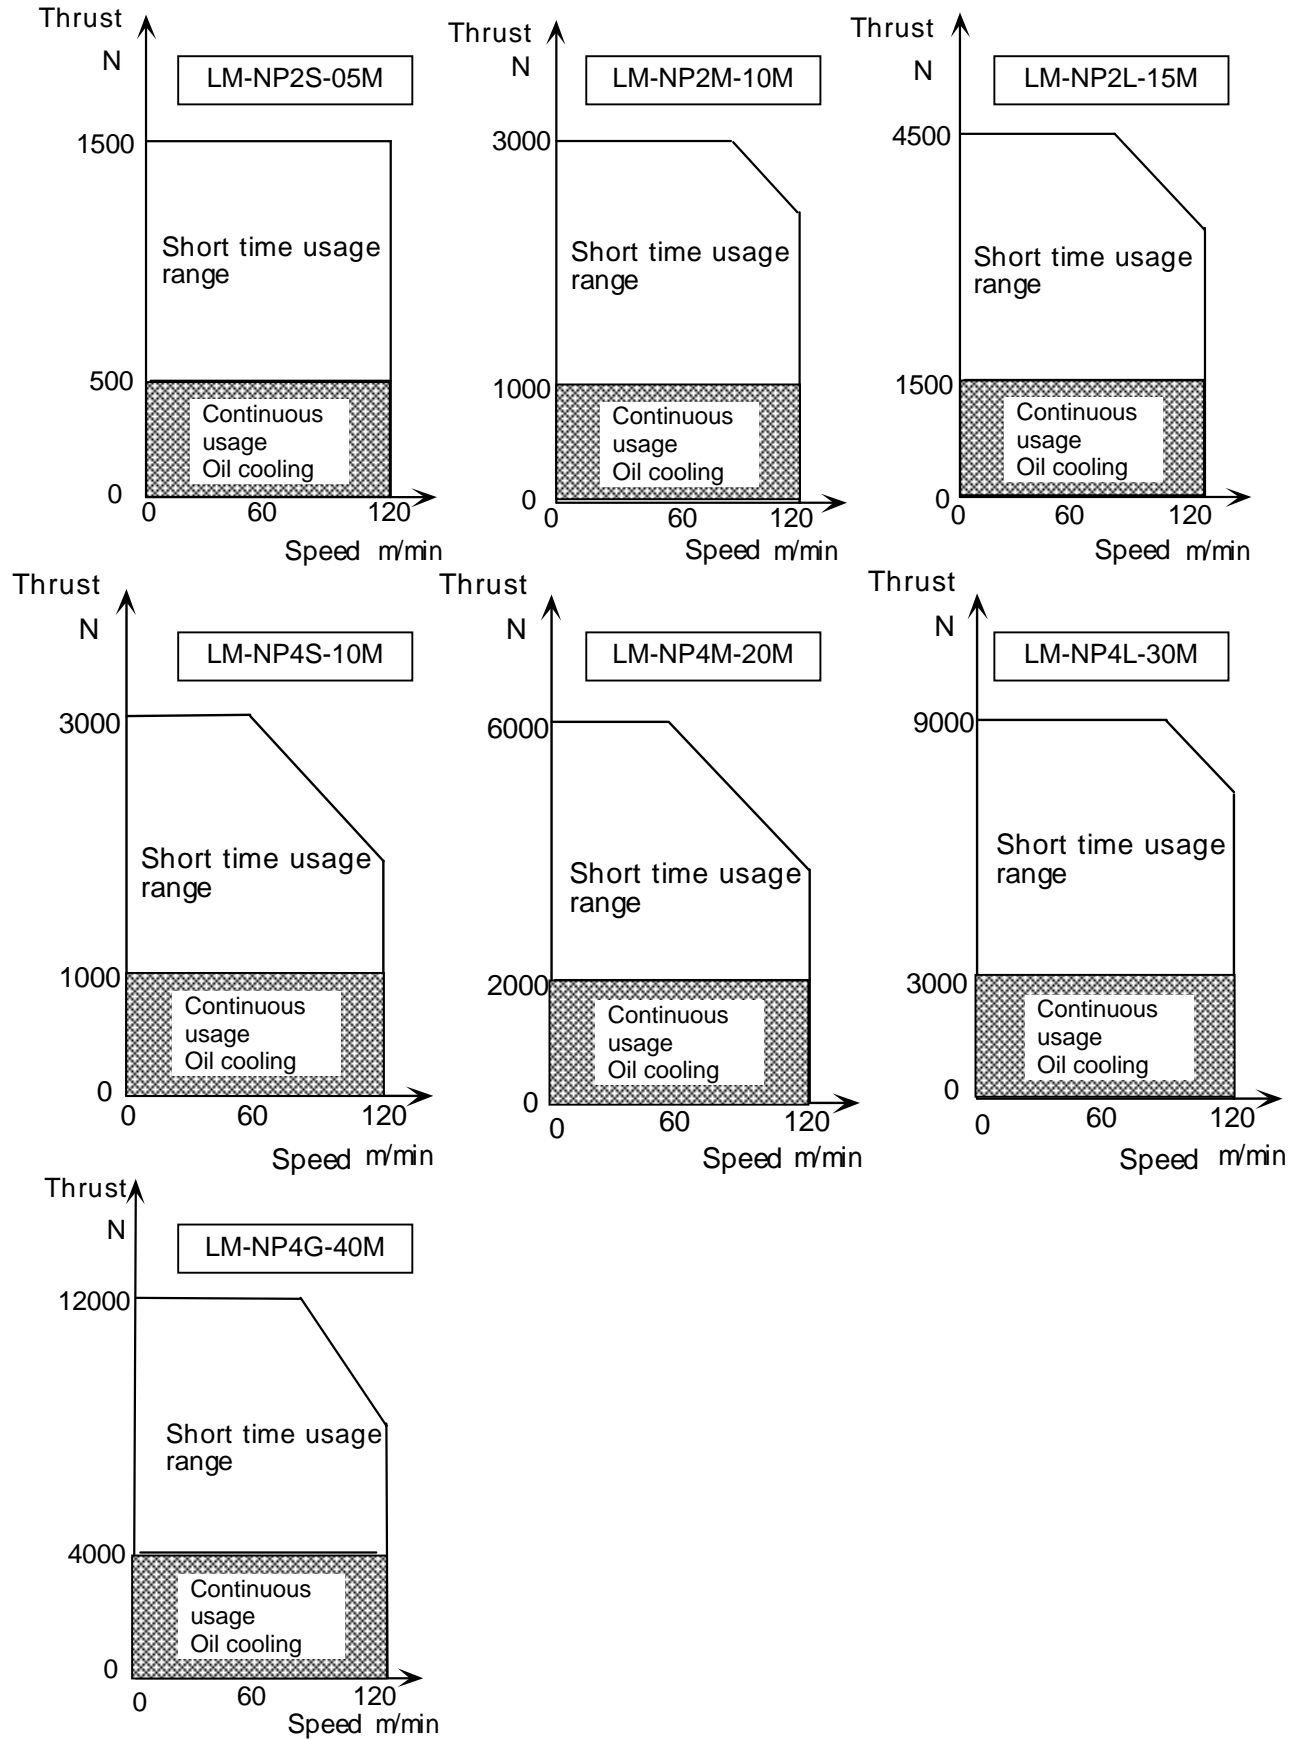 Thrust
N
LM-NP2S-05M
1500
Short time usage
range
500
Continuous
usage
Oil cooling
0
0
60
120
Speed m/min
Thrust
N
LM-NP2M-10M
3000
Short time usage
range
1000
Continuous
usage
Oil cooling
0
0
60
120
Speed m/min
Thrust
N
LM-NP2L-15M
4500
Short time usage
range
1500
Continuous
usage
Oil cooling
0
0
60
120
Speed m/min
Thrust
N
LM-NP4S-10M
3000
Short time usage
range
1000
Continuous
usage
Oil cooling
0
0
60
120
Speed m/min
Thrust
N
LM-NP4M-20M
6000
Short time usage
range
2000
Continuous
usage
Oil cooling
0
0
60
120
Speed m/min
Thrust
N
LM-NP4L-30M
9000
Short time usage
range
3000
Continuous
usage
Oil cooling
0
0
60
120
Speed m/min
Thrust
N
LM-NP4G-40M
12000
Short time usage
range
4000
Continuous
usage
Oil cooling
0
0
60
120
Speed m/min